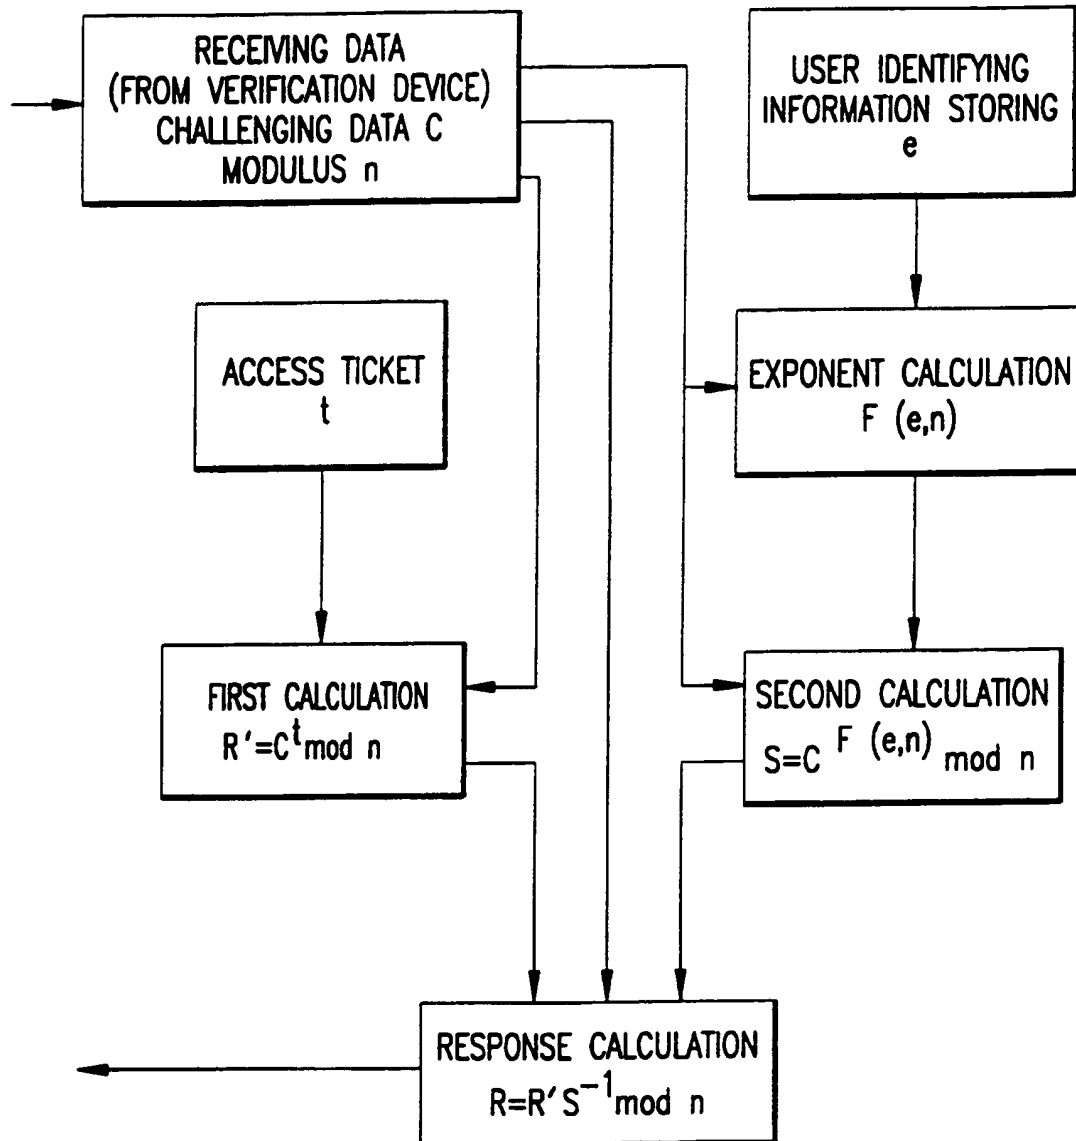 RECEIVING DATA
(FROM VERIFICATION DEVICE)
CHALLENGING DATA C
MODULUS n
USER IDENTIFYING
INFORMATION STORING
e
ACCESS TICKET
t
EXPONENT CALCULATION
F (e,n)
FIRST CALCULATION
R'=C^t mod n
SECOND CALCULATION
S=C^F (e,n) mod n
RESPONSE CALCULATION
R=R'S^-1 mod n